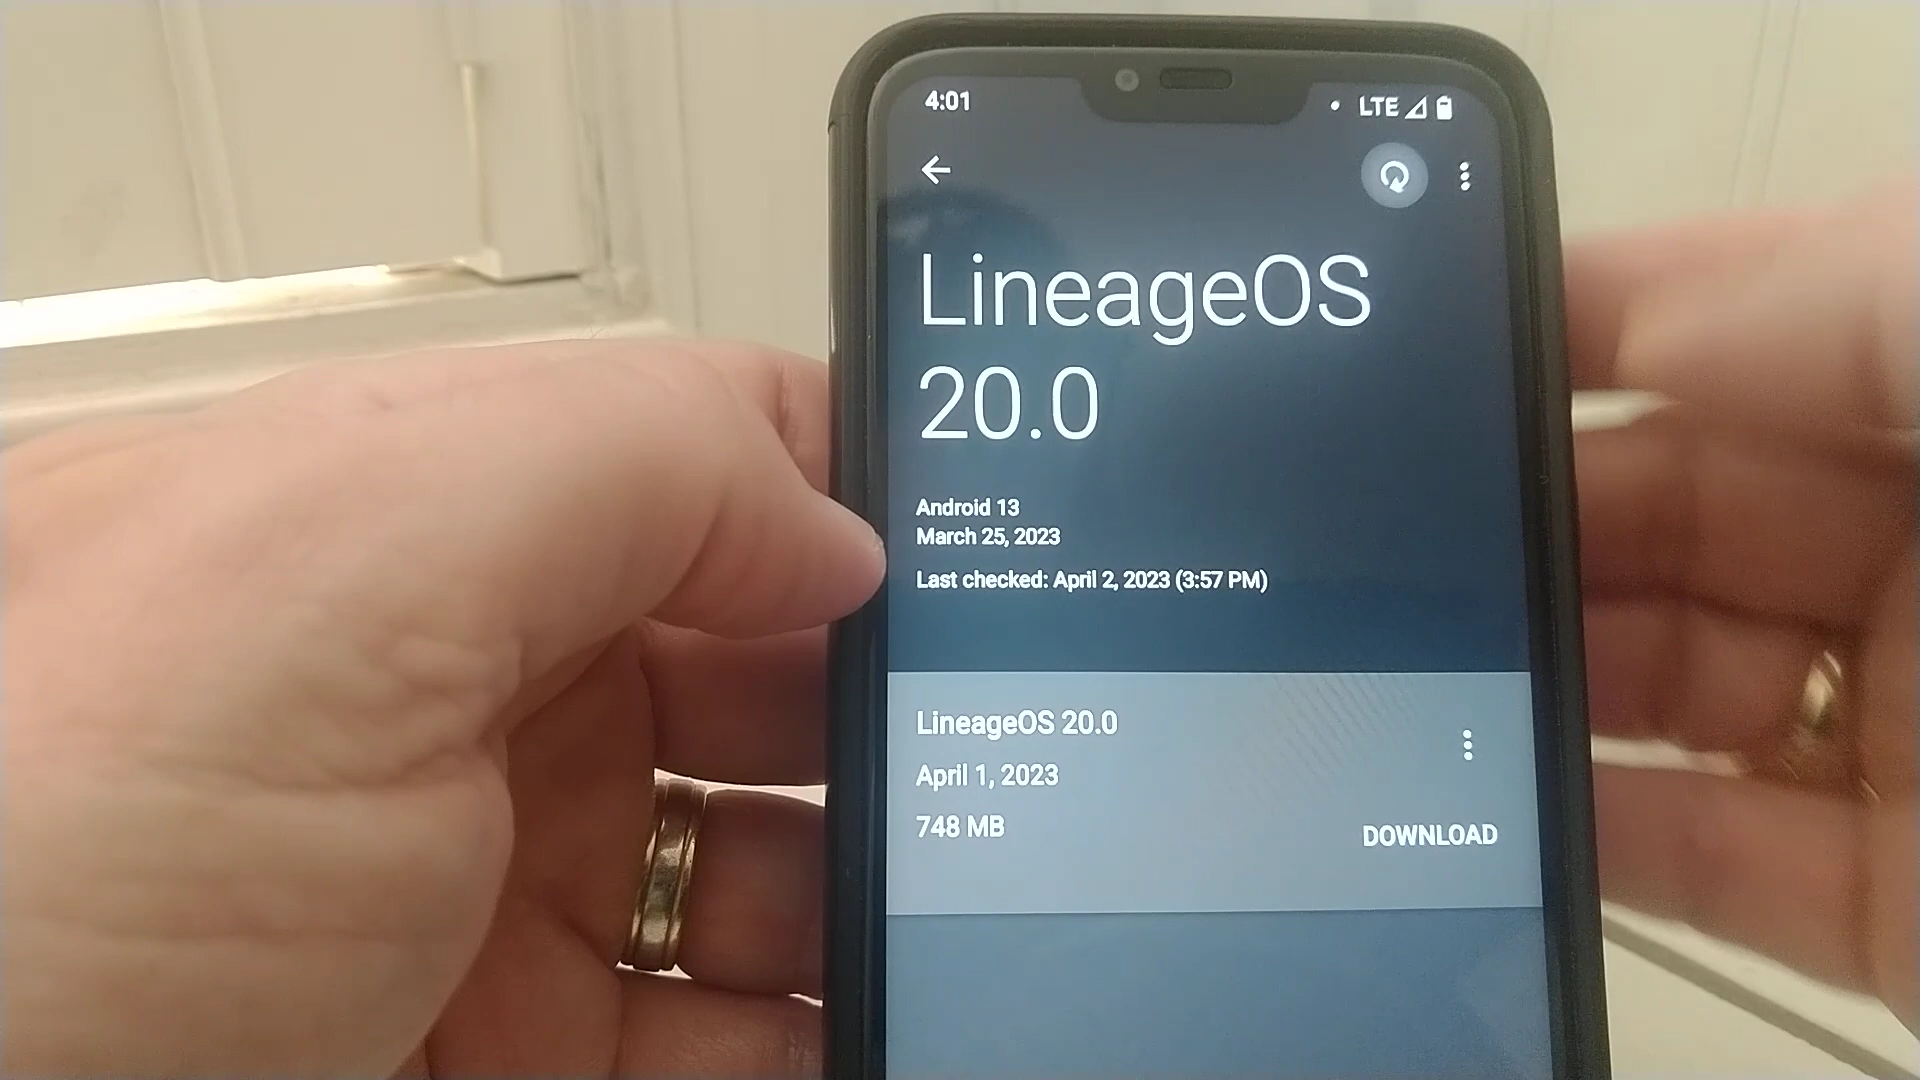 4:01
LTE
LineageOS
20.0
Android 13
March 25, 2023
Last checked: April 2, 2023 (3:57 PM)
LineageOS 20.0
April 1, 2023
748 MB
DOWNLOAD